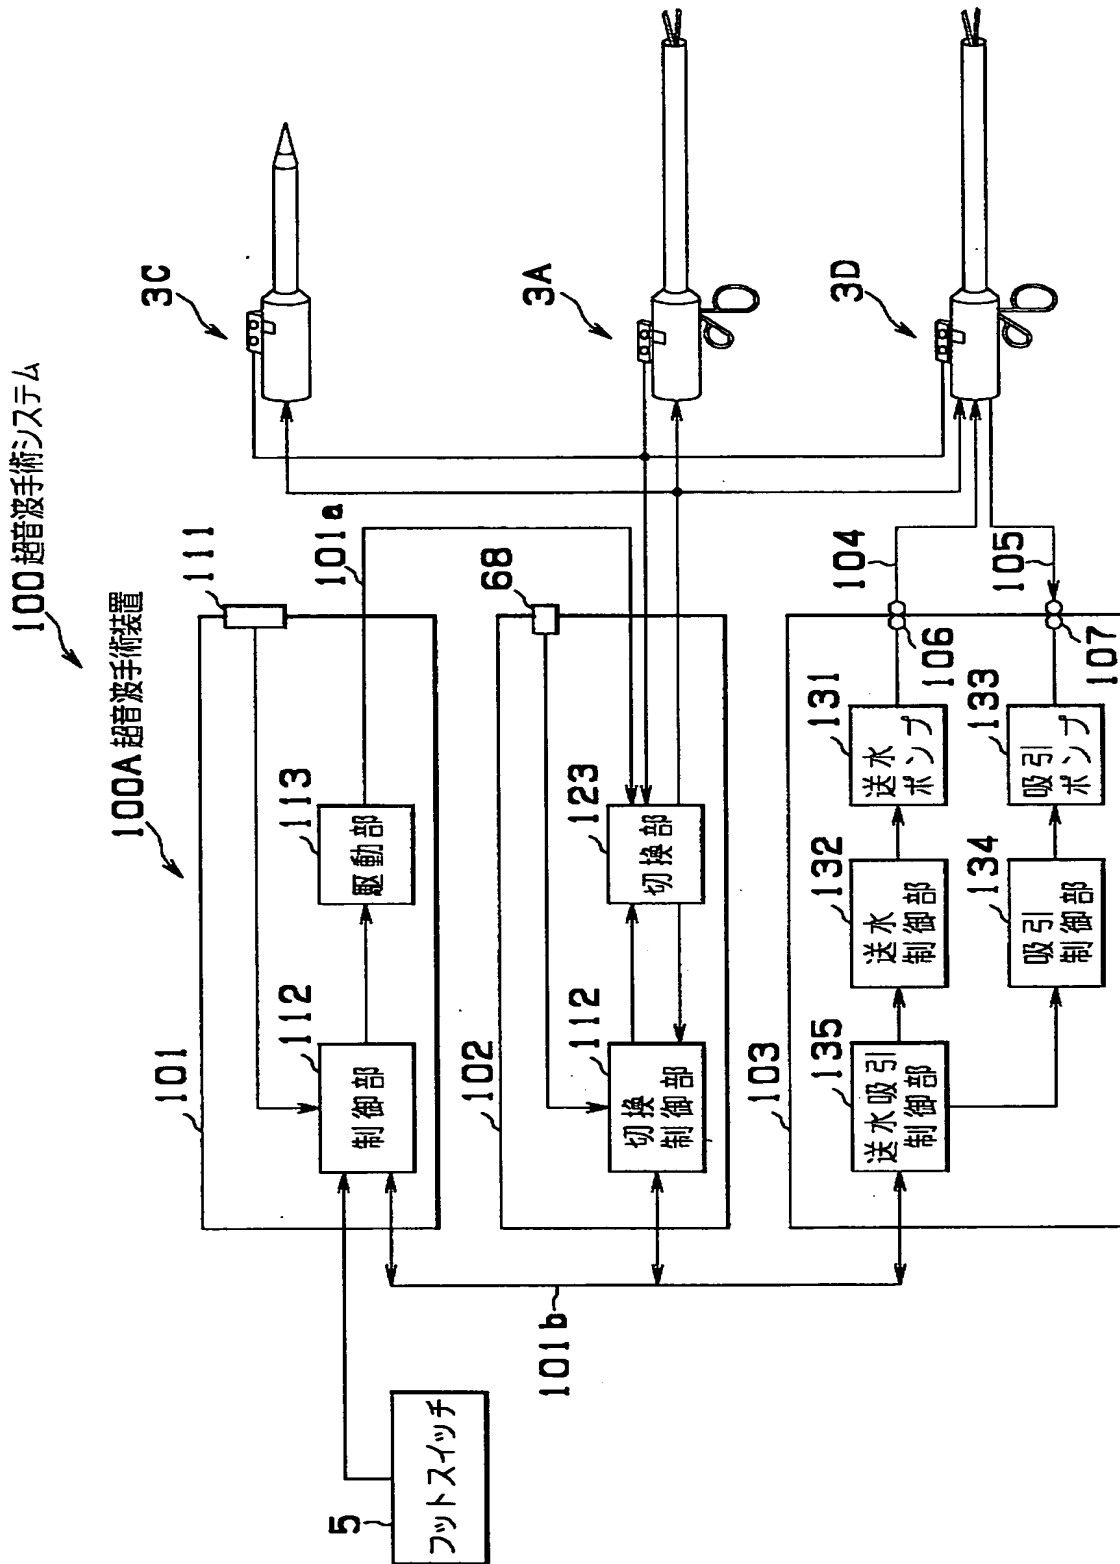 100 超音波手術システム
100A 超音波手術装置
101
111
112
制御部
113
駆動部
101a
102
68
112
切換
制御部
123
切換部
103
135
送水吸引
制御部
132
送水
制御部
131
送水
ポンプ
134
吸引
制御部
133
吸引
ポンプ
106
107
104
105
101b
5
フットスイッチ
3C
3A
3D